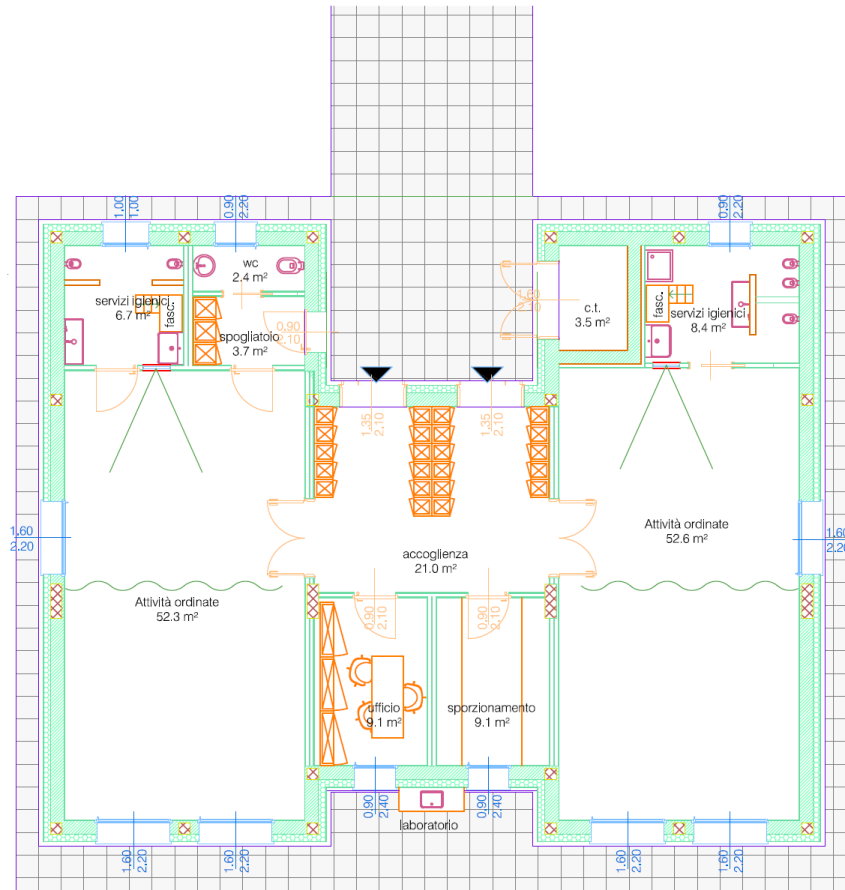 1.00
1.00
0.90
2.20
0.90
2.20
wc
2.4 m²
servizi igienici
6.7 m²
fasc.
spogliatoio
3.7 m²
0.90
2.10
1.60
2.10
c.t.
3.5 m²
fasc.
servizi igienici
8.4 m²
1.35
2.10
1.35
2.10
1.60
2.20
accoglienza
21.0 m²
Attività ordinate
52.6 m²
1.60
2.20
Attività ordinate
52.3 m²
0.90
2.10
0.90
2.10
ufficio
9.1 m²
sporzionamento
9.1 m²
0.90
2.40
0.90
2.40
laboratorio
1.60
2.20
1.60
2.20
1.60
2.20
1.60
2.20